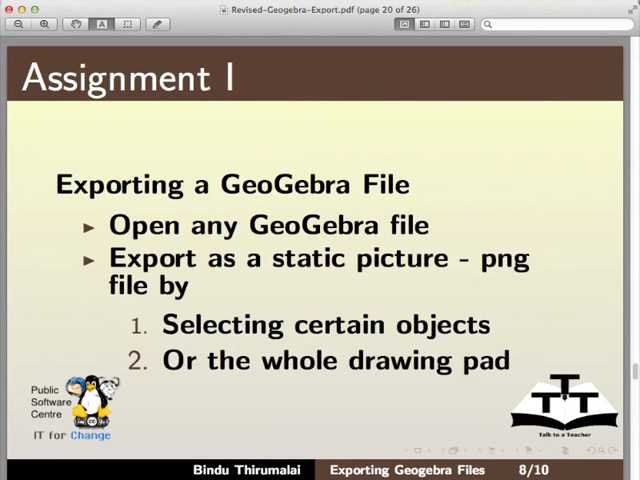 Revised-Geogebra-Export.pdf (page 20 of 26)
Assignment I
Exporting a GeoGebra File
► Open any GeoGebra file
► Export as a static picture - png
file by
1. Selecting certain objects
2. Or the whole drawing pad
Public
Software
Centre
IT for Change
TTT
Talk to a Teacher
Bindu Thirumalai Exporting Geogebra Files 8/10